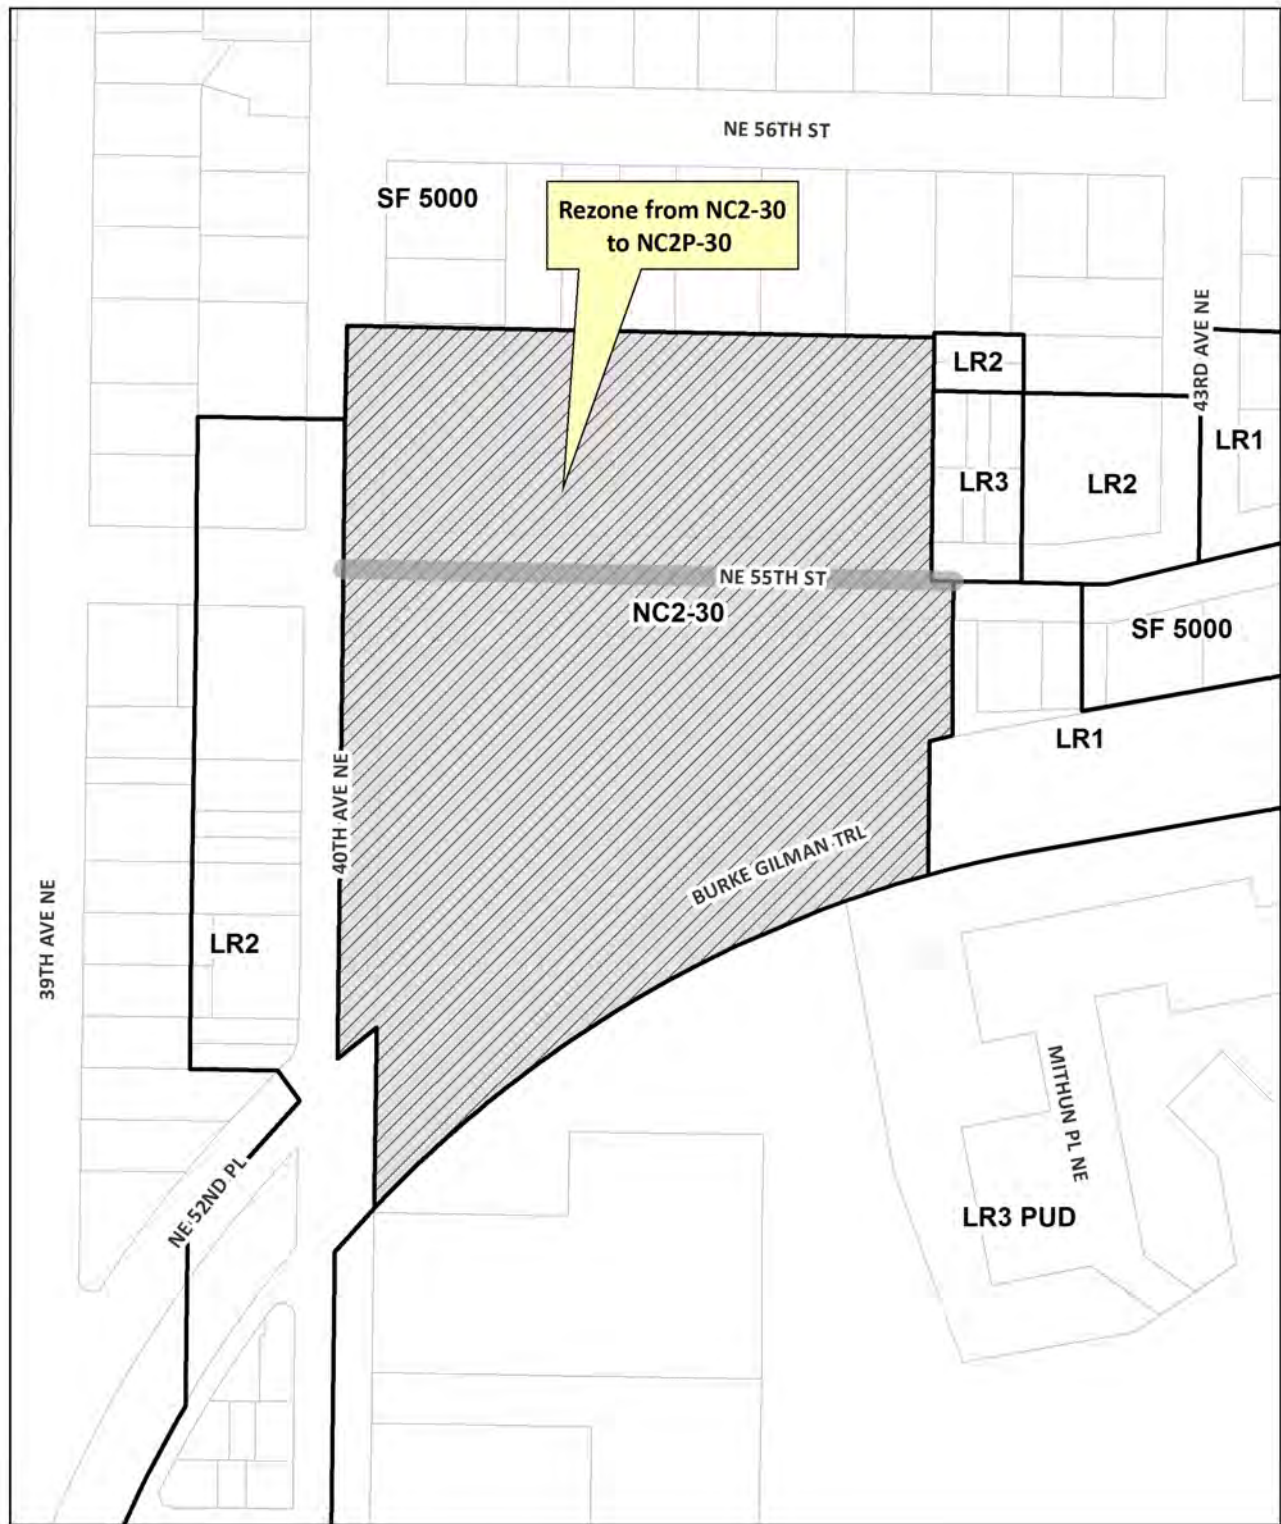 NE 56TH ST
SF 5000
Rezone from NC2-30
to NC2P-30
43RD AVE NE
LR2
LR1
LR3
LR2
NE 55TH ST
NC2-30
SF 5000
LR1
40TH AVE NE
BURKE GILMAN TRL
39TH AVE NE
LR2
MITHUN PL NE
NE 52ND PL
LR3 PUD